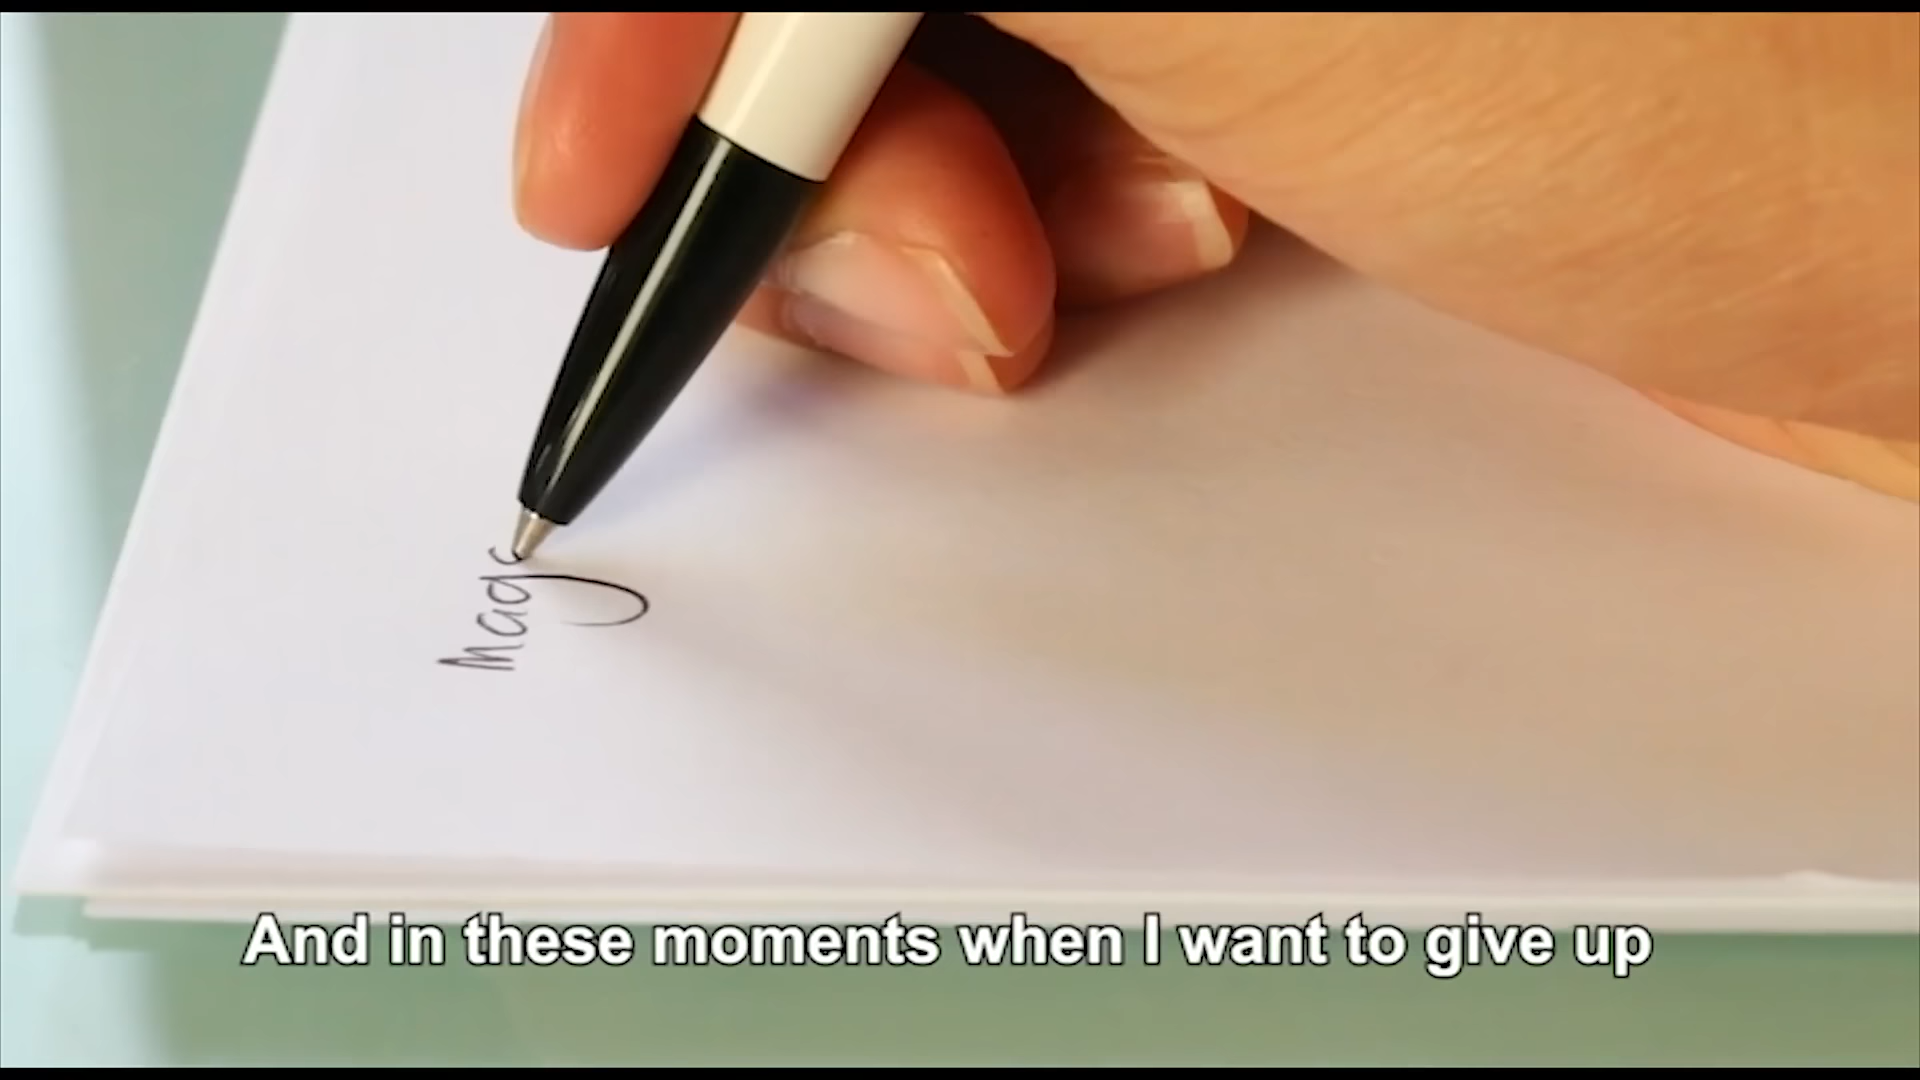 Mag
And in these moments when I want to give up